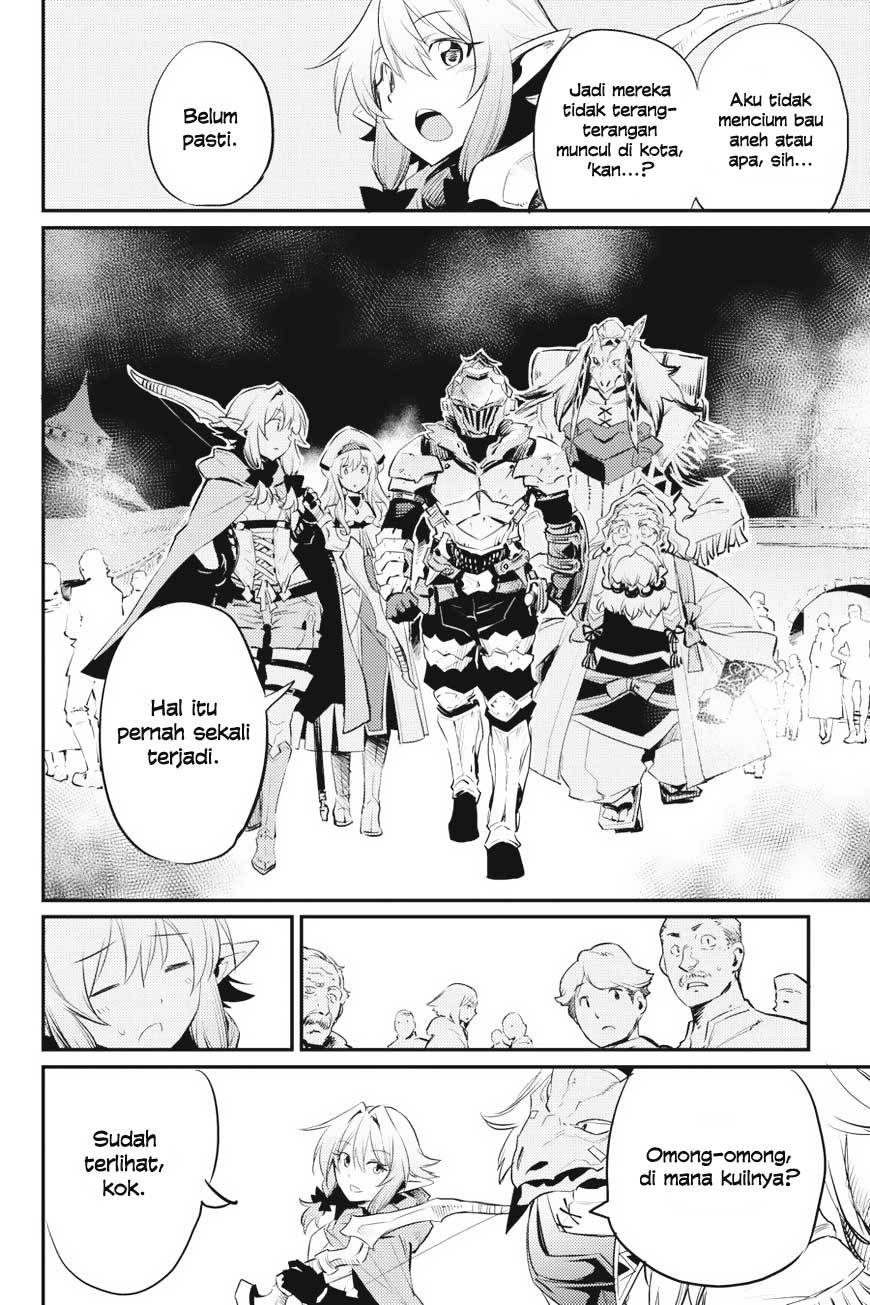 Aku tidak
mencium bau
aneh atau
apa, sih...
Jadi mereka
tidak terang-
terangan
muncul di kota,
'kan...?
Belum
pasti.
Hal itu
pernah sekali
terjadi.
Omong-omong,
di mana kuilnya?
Sudah
terlihat,
kok.